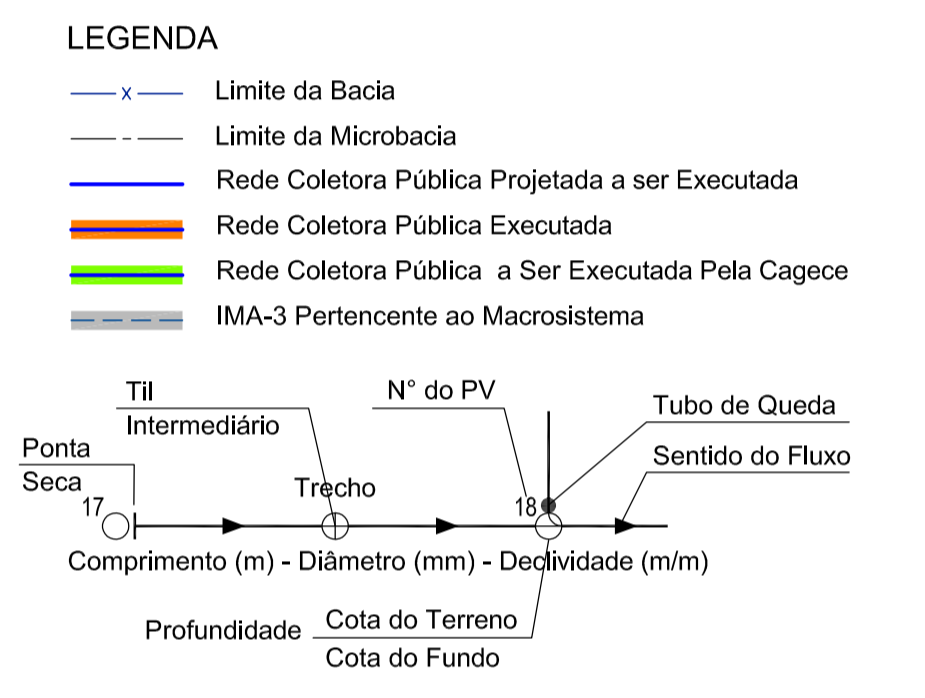 LEGENDA
x
Limite da Bacia
Limite da Microbacia
Rede Coletora Pública Projetada a ser Executada
Rede Coletora Pública Executada
Rede Coletora Pública a Ser Executada Pela Cagece
IMA-3 Pertencente ao Macrosistema
Til
Intermediário
N° do PV
Tubo de Queda
Ponta
Seca
Sentido do Fluxo
Trecho
17
18
Comprimento (m) - Diâmetro (mm) - Declividade (m/m)
Profundidade
Cota do Terreno
Cota do Fundo